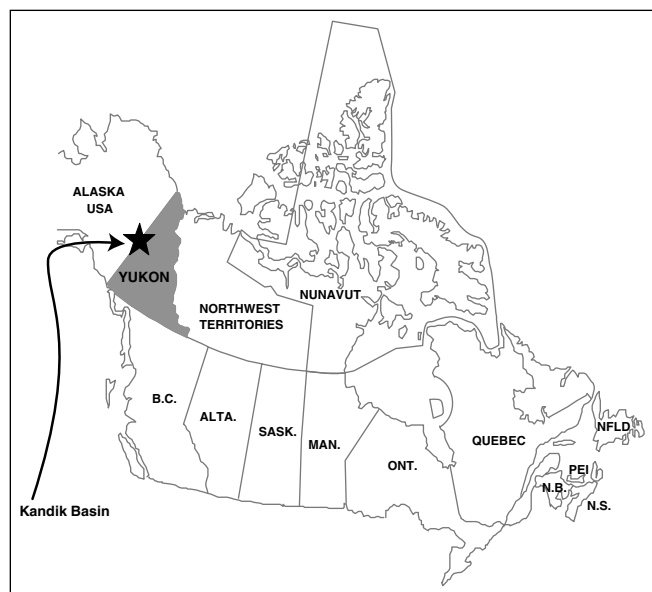 ALASKA
USA
YUKON
NORTHWEST
TERRITORIES
NUNAVUT
B.C.
ALTA.
SASK.
MAN.
ONT.
QUEBEC
NFLD
PEI
N.B.
N.S.
Kandik Basin